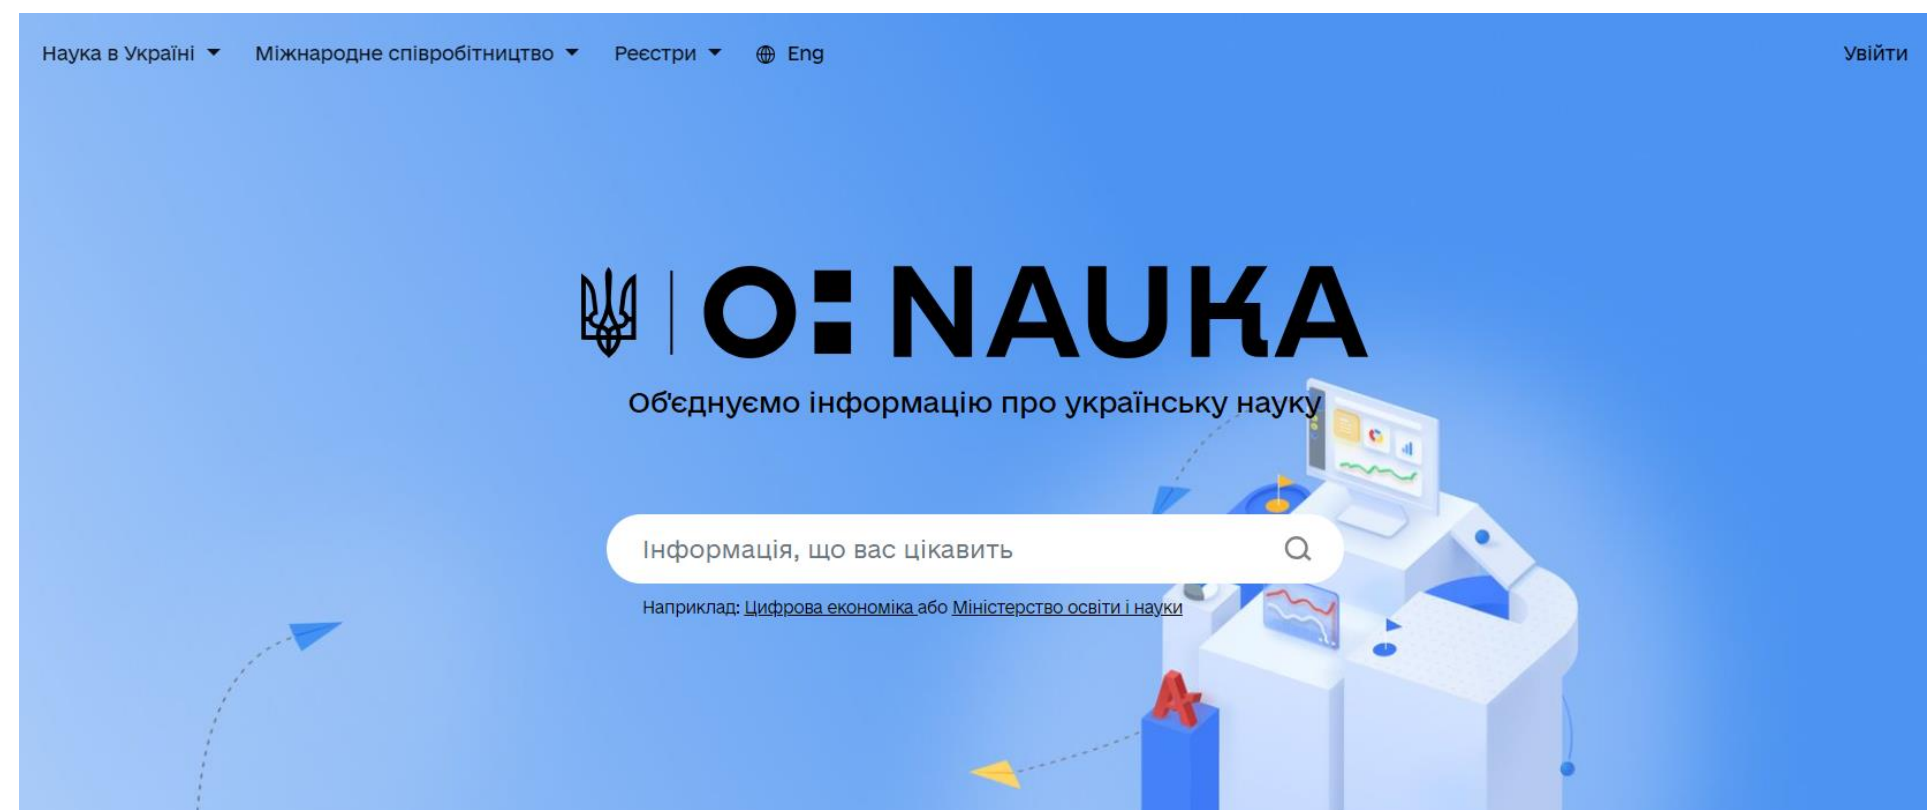 Наука в Україні Міжнародне співробітництво Реєстри Eng Увійти
O: NAUKA
Об'єднуємо інформацію про українську науку
Інформація, що вас цікавить
Наприклад: Цифрова економіка або Міністерство освіти і науки
A+